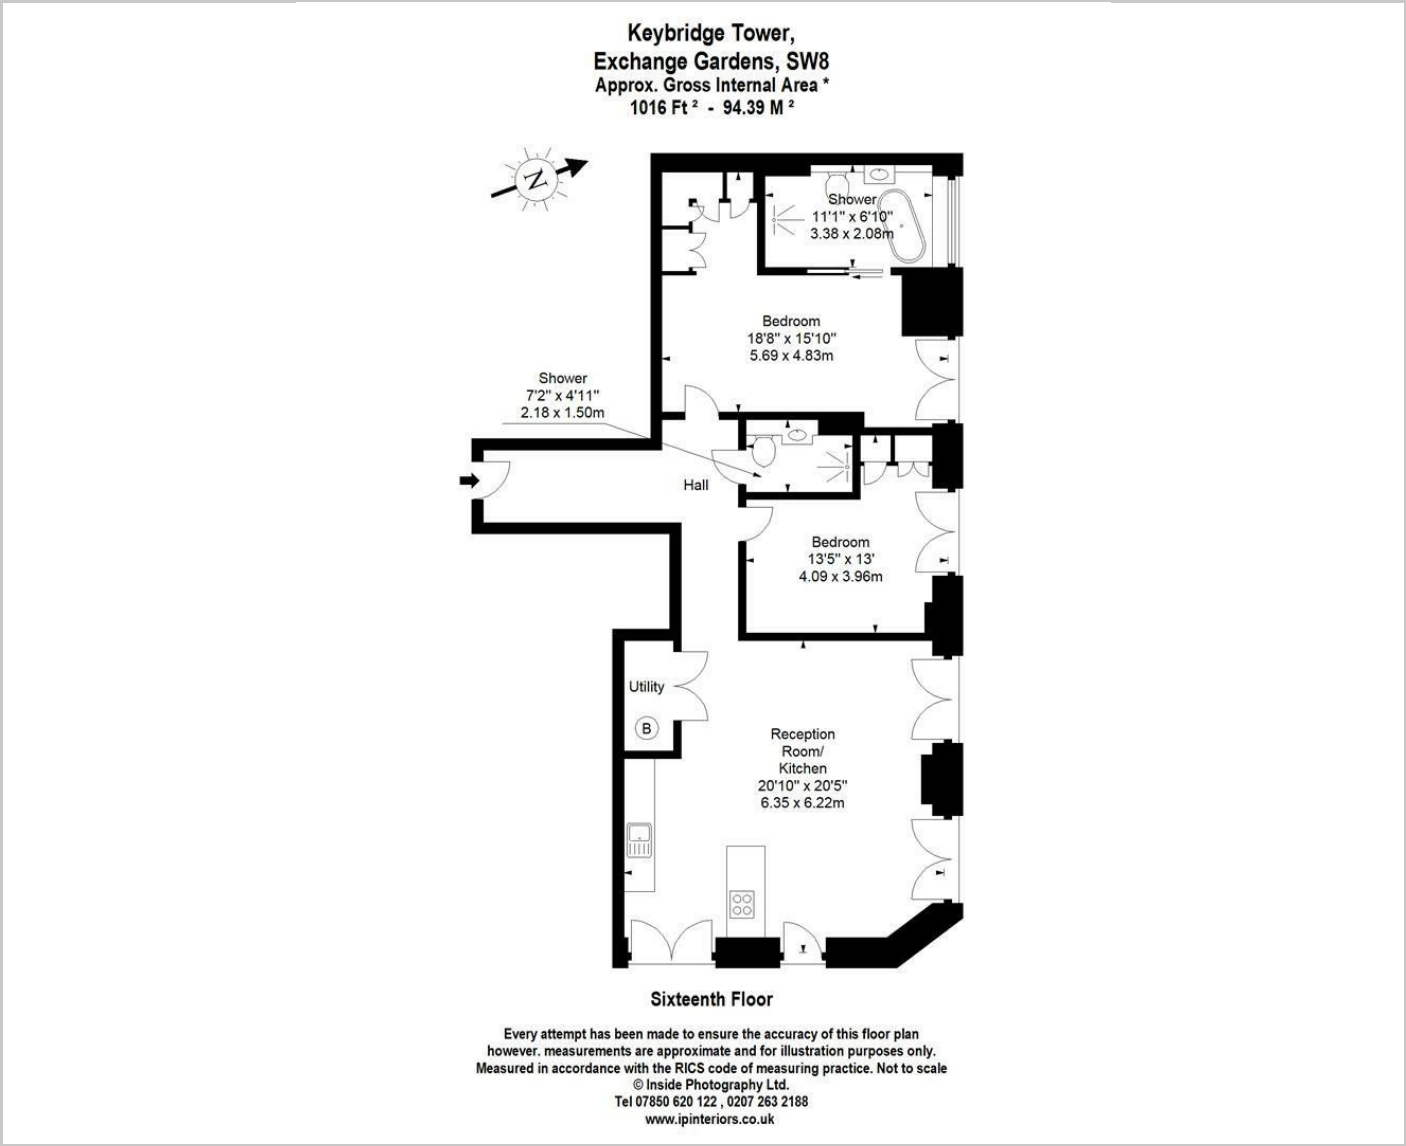 Keybridge Tower,
Exchange Gardens, SW8
Approx. Gross Internal Area *
1016 Ft ² - 94.39 M ²
N
Shower
11'1" x 6'10"
3.38 x 2.08m
Bedroom
18'8" x 15'10"
5.69 x 4.83m
Shower
7'2" x 4'11"
2.18 x 1.50m
Hall
Bedroom
13'5" x 13'
4.09 x 3.96m
Utility
B
Reception
Room/
Kitchen
20'10" x 20'5"
6.35 x 6.22m
Sixteenth Floor
Every attempt has been made to ensure the accuracy of this floor plan
however. measurements are approximate and for illustration purposes only.
Measured in accordance with the RICS code of measuring practice. Not to scale
© Inside Photography Ltd.
Tel 07850 620 122 , 0207 263 2188
www.ipinteriors.co.uk